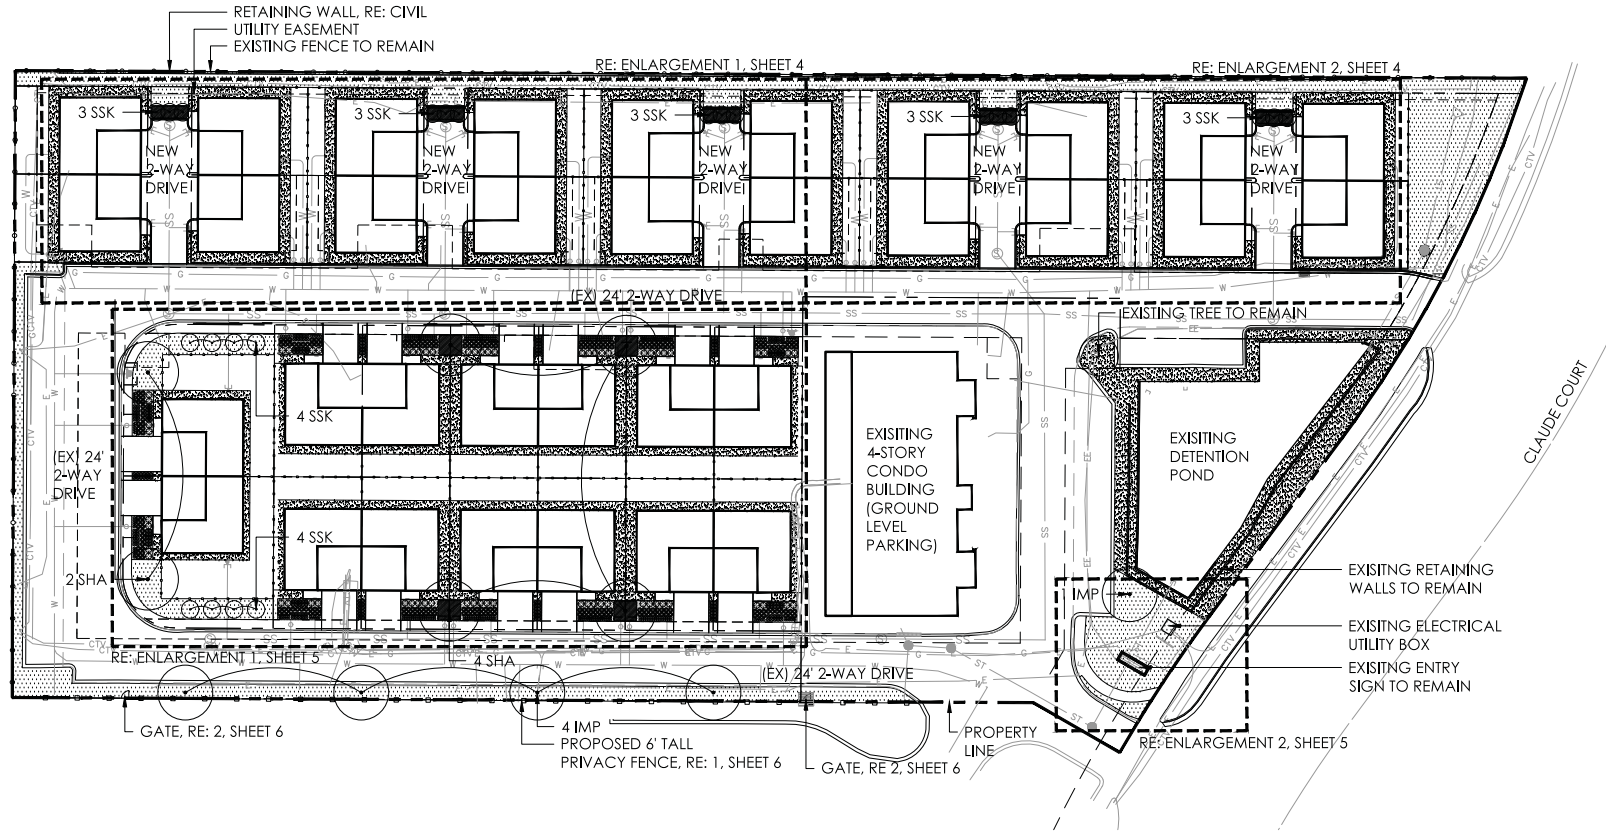 RETAINING WALL, RE: CIVIL
UTILITY EASEMENT
EXISTING FENCE TO REMAIN
RE: ENLARGEMENT 1, SHEET 4
RE: ENLARGEMENT 2, SHEET 4
3 SSK
3 SSK
3 SSK
3 SSK
3 SSK
NEW
2-WAY
DRIVE
NEW
2-WAY
DRIVE
NEW
2-WAY
DRIVE
NEW
2-WAY
DRIVE
NEW
2-WAY
DRIVE
(EX) 24' 2-WAY DRIVE
EXISTING TREE TO REMAIN
4 SSK
(EX) 24'
2-WAY
DRIVE
EXISITING
4-STORY
CONDO
BUILDING
(GROUND
LEVEL
PARKING)
EXISITING
DETENTION
POND
CLAUDE COURT
4 SSK
2 SHA
1 IMP
EXISITNG RETAINING
WALLS TO REMAIN
EXISITNG ELECTRICAL
UTILITY BOX
EXISITNG ENTRY
SIGN TO REMAIN
RE: ENLARGEMENT 1, SHEET 5
4 SHA
(EX) 24' 2-WAY DRIVE
GATE, RE: 2, SHEET 6
4 IMP
PROPOSED 6' TALL
PRIVACY FENCE, RE: 1, SHEET 6
GATE, RE 2, SHEET 6
PROPERTY
LINE
RE: ENLARGEMENT 2, SHEET 5